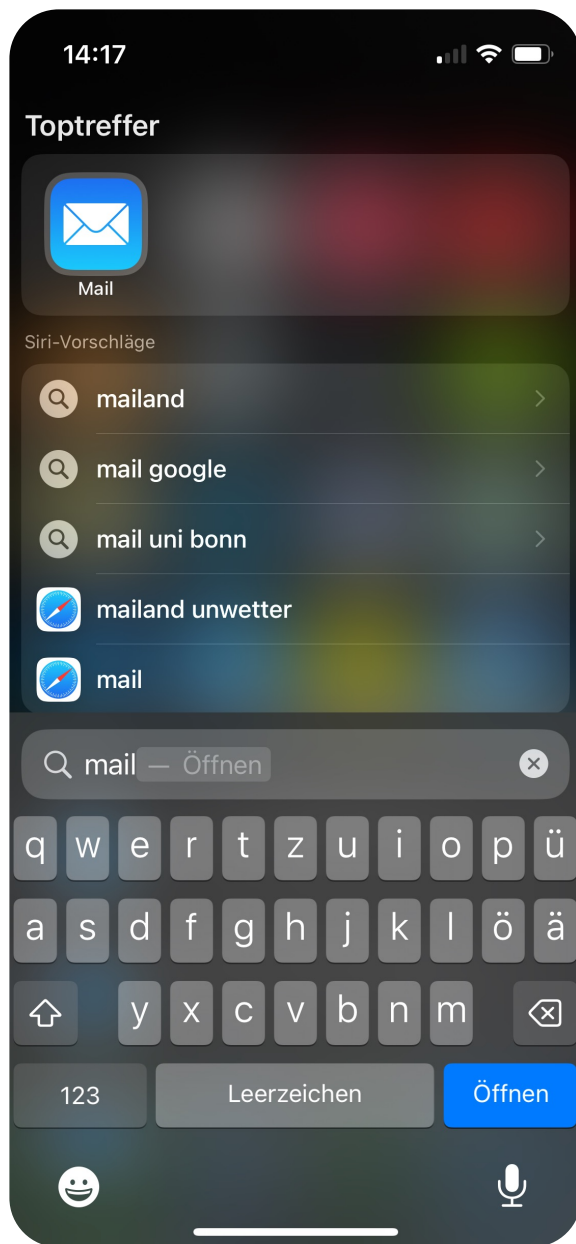 14:17
Toptreffer
Mail
Siri-Vorschläge
mailand
mail google
mail uni bonn
mailand unwetter
mail
mail — Öffnen
q w e r t z u i o p ü
a s d f g h j k l ö ä
y x c v b n m
123 Leerzeichen Öffnen